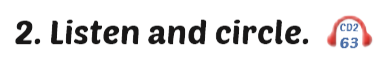 2. Listen and circle.
CD2
63